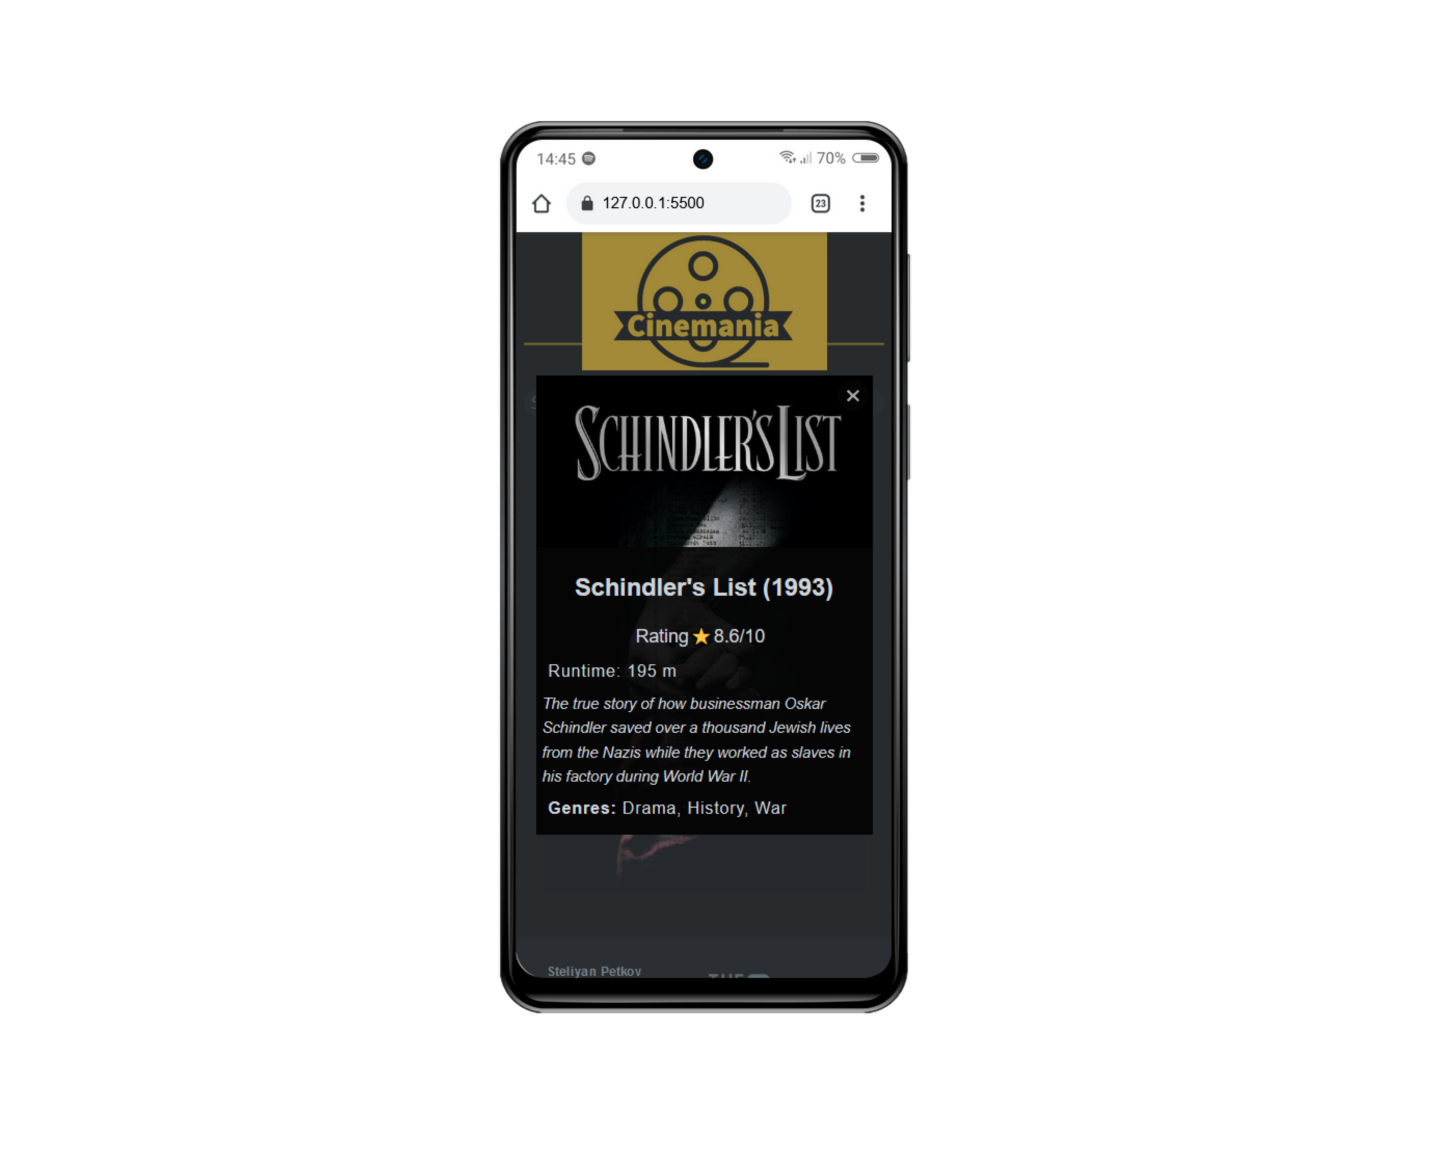 14:45 70%
127.0.0.1:5500 23
Cinemania
SCHINDLER'S LIST
Schindler's List (1993)
Rating ⭐ 8.6/10
Runtime: 195 m
The true story of how businessman Oskar
Schindler saved over a thousand Jewish lives
from the Nazis while they worked as slaves in
his factory during World War II.
Genres: Drama, History, War
Steliyan Petkov
THE